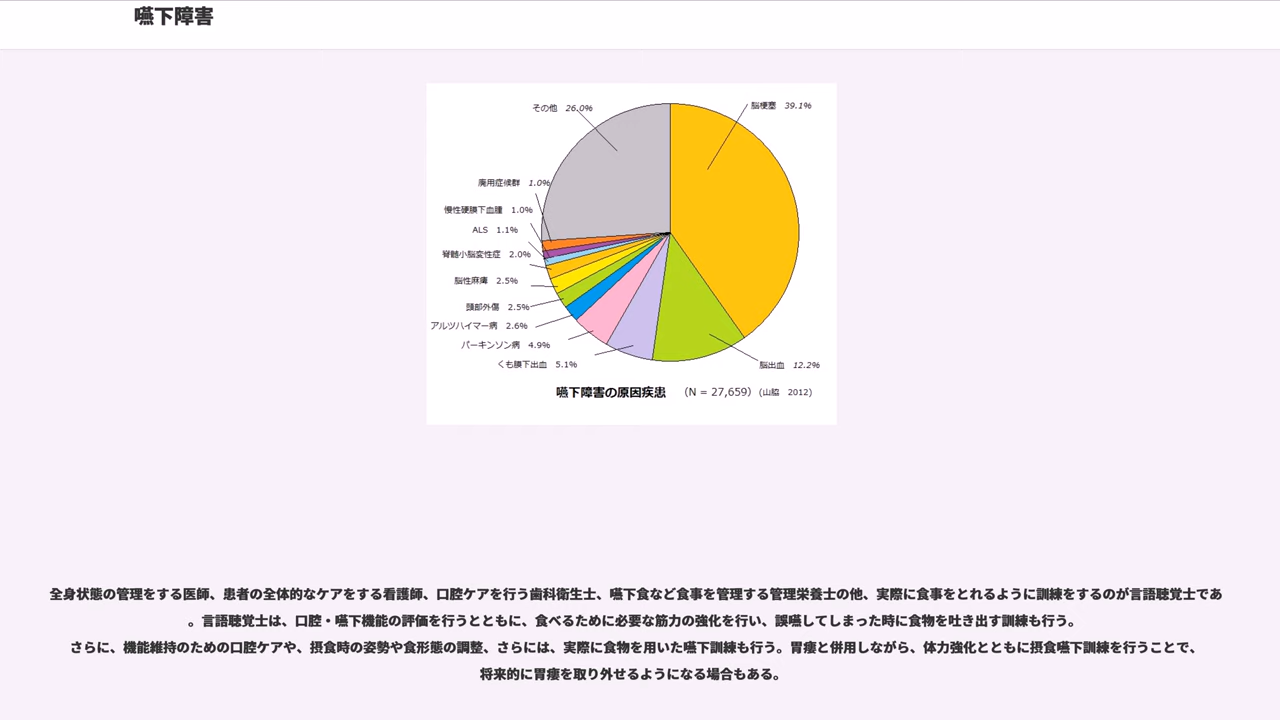 嚥下障害
その他 26.0%
脳梗塞 39.1%
廃用症候群 1.0%
慢性硬膜下血腫 1.0%
ALS 1.1%
脊髄小脳変性症 2.0%
脳性麻痺 2.5%
頭部外傷 2.5%
アルツハイマー病 2.6%
パーキンソン病 4.9%
くも膜下出血 5.1%
脳出血 12.2%
嚥下障害の原因疾患 （N = 27,659）(山脇 2012)
全身状態の管理をする医師、患者の全体的なケアをする看護師、口腔ケアを行う歯科衛生士、嚥下食など食事を管理する管理栄養士の他、実際に食事をとれるように訓練をするのが言語聴覚士であ
。言語聴覚士は、口腔・嚥下機能の評価を行うとともに、食べるために必要な筋力の強化を行い、誤嚥してしまった時に食物を吐き出す訓練も行う。
さらに、機能維持のための口腔ケアや、摂食時の姿勢や食形態の調整、さらには、実際に食物を用いた嚥下訓練も行う。胃瘻と併用しながら、体力強化とともに摂食嚥下訓練を行うことで、
将来的に胃瘻を取り外せるようになる場合もある。